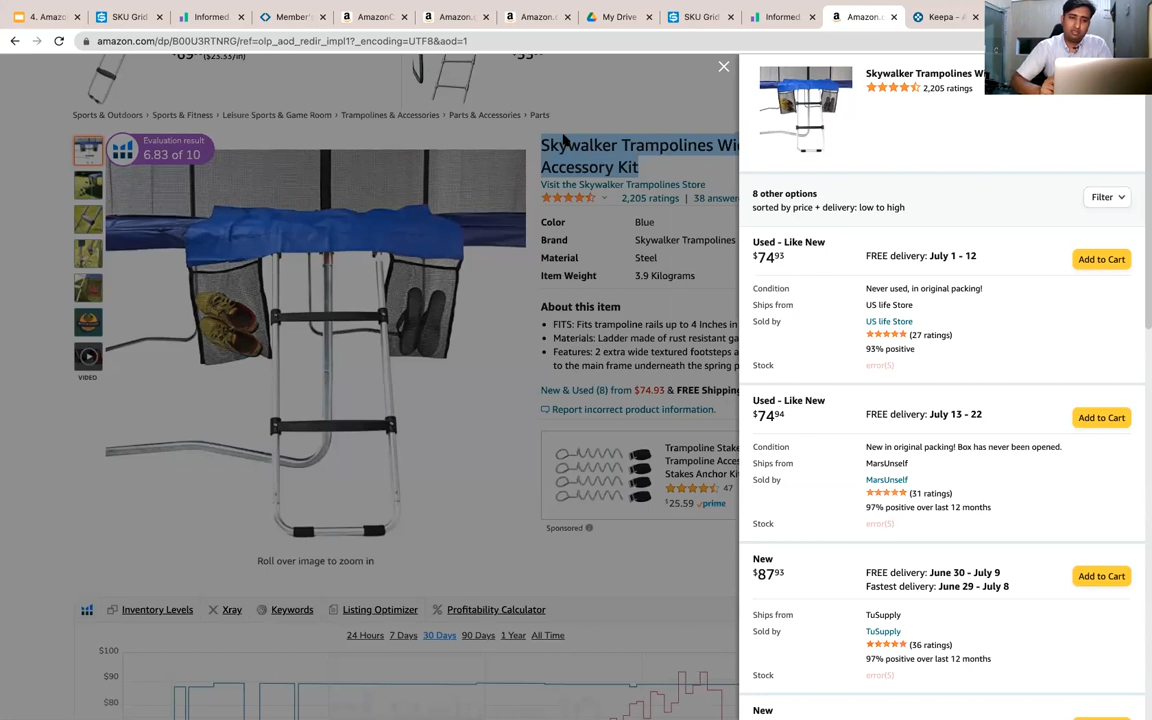 4. Amazo
SKU Grid
Informed
Member's
AmazonC
Amazon.c
Amazon.c
My Drive
SKU Grid
Informed
Amazon.c
Keepa - A
amazon.com/dp/B00U3RTNRG/ref=olp_aod_redir_impl1?_encoding=UTF8&aod=1
($23.33/in)
Sports & Outdoors › Sports & Fitness › Leisure Sports & Game Room › Trampolines & Accessories › Parts & Accessories › Parts
Evaluation result
6.83 of 10
VIDEO
Roll over image to zoom in
Skywalker Trampolines Wi
Accessory Kit
Visit the Skywalker Trampolines Store
2,205 ratings | 38 answer
Color Blue
Brand Skywalker Trampolines
Material Steel
Item Weight 3.9 Kilograms
About this item
• FITS: Fits trampoline rails up to 4 Inches in
• Materials: Ladder made of rust resistant ga
• Features: 2 extra wide textured footsteps a
to the main frame underneath the spring p
New & Used (8) from $74.93 & FREE Shipping
Report incorrect product information.
Trampoline Stake
Trampoline Acce
Stakes Anchor Ki
47
$25.59 prime
Sponsored
Inventory Levels
Xray
Keywords
Listing Optimizer
Profitability Calculator
24 Hours 7 Days 30 Days 90 Days 1 Year All Time
$100
$90
$80
Skywalker Trampolines Wi
2,205 ratings
8 other options
sorted by price + delivery: low to high
Filter
Used - Like New
$74.93
FREE delivery: July 1 - 12
Add to Cart
Condition Never used, in original packing!
Ships from US life Store
Sold by US life Store
(27 ratings)
93% positive
Stock error(5)
Used - Like New
$74.94
FREE delivery: July 13 - 22
Add to Cart
Condition New in original packing! Box has never been opened.
Ships from MarsUnself
Sold by MarsUnself
(31 ratings)
97% positive over last 12 months
Stock error(5)
New
$87.93
FREE delivery: June 30 - July 9
Fastest delivery: June 29 - July 8
Add to Cart
Ships from TuSupply
Sold by TuSupply
(36 ratings)
97% positive over last 12 months
Stock error(5)
New